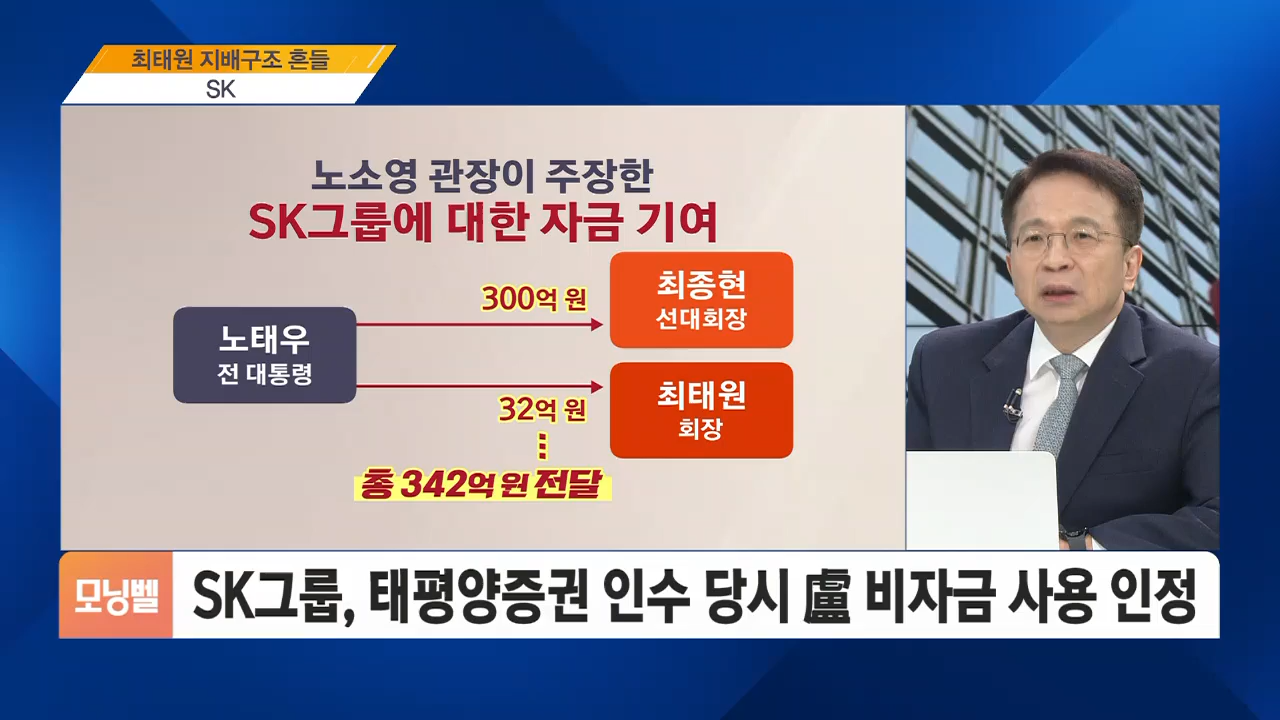 최태원 지배구조 흔들
SK
노소영 관장이 주장한
SK그룹에 대한 자금 기여
노태우
전 대통령
300억 원
최종현
선대회장
32억 원
최태원
회장
총 342억 원 전달
모닝벨
SK그룹, 태평양증권 인수 당시 盧 비자금 사용 인정